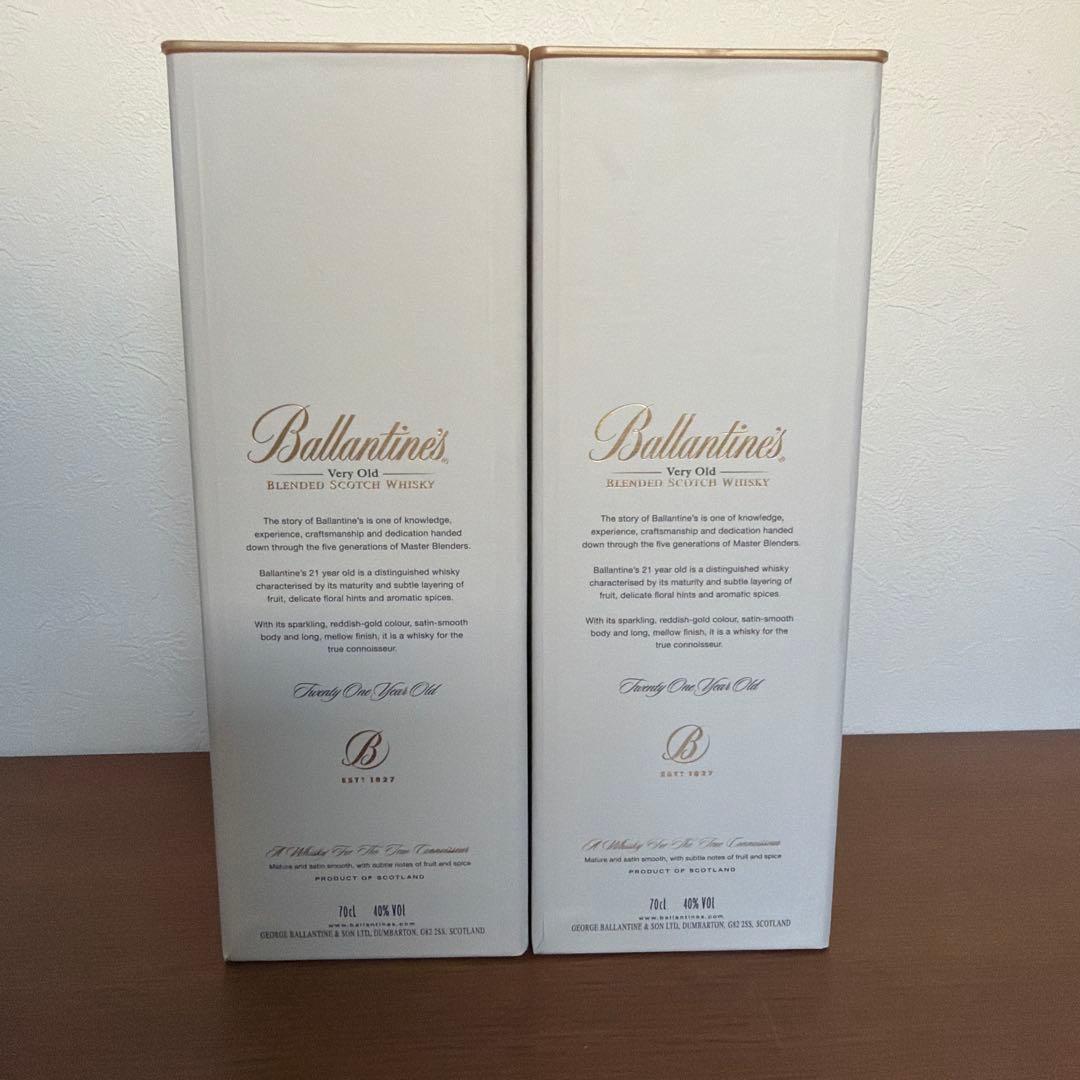 Ballantine's
Very Old
BLENDED SCOTCH WHISKY
The story of Ballantine's is one of knowledge,
experience, craftsmanship and dedication handed
down through the five generations of Master Blenders.
Ballantine's 21 year old is a distinguished whisky
characterised by its maturity and subtle layering of
fruit, delicate floral hints and aromatic spices.
With its sparkling, reddish-gold colour, satin-smooth
body and long, mellow finish, it is a whisky for the
true connoisseur.
Twenty One Year Old
B
ESTD 1827
A Whisky For The True Connoisseur
Mature and satin smooth, with subtle notes of fruit and spice
PRODUCT OF SCOTLAND
70cl 40% VOL
www.ballantines.com
GEORGE BALLANTINE & SON LTD, DUMBARTON, G82 2SS, SCOTLAND
Ballantine's
Very Old
BLENDED SCOTCH WHISKY
The story of Ballantine's is one of knowledge,
experience, craftsmanship and dedication handed
down through the five generations of Master Blenders.
Ballantine's 21 year old is a distinguished whisky
characterised by its maturity and subtle layering of
fruit, delicate floral hints and aromatic spices.
With its sparkling, reddish-gold colour, satin-smooth
body and long, mellow finish, it is a whisky for the
true connoisseur.
Twenty One Year Old
B
ESTD 1827
A Whisky For The True Connoisseur
Mature and satin smooth, with subtle notes of fruit and spice
PRODUCT OF SCOTLAND
70cl 40% VOL
www.ballantines.com
GEORGE BALLANTINE & SON LTD, DUMBARTON, G82 2SS, SCOTLAND